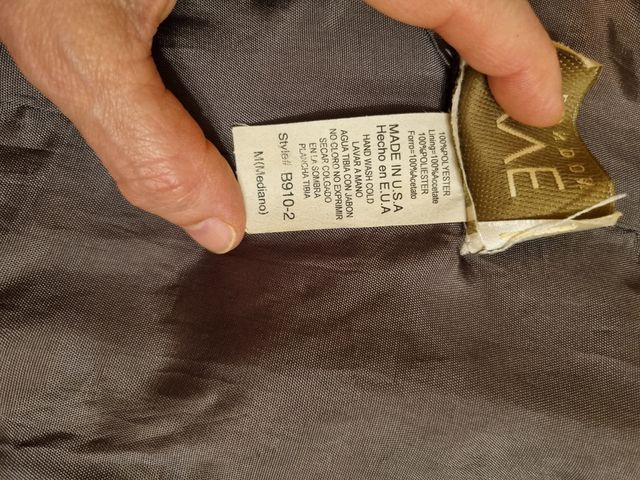 100%POLYESTER
Lining=100%Acetate
100%POLIESTER
Forro=100%Acetato
MADE IN U.S.A
Hecho en E.U.A
HAND WASH COLD
LAVAR A MANO
AGUA TIBIA CON JABON
NO CLORO NO EXPRIMIR
SECAR COLGADO
EN LA SOMBRA
PLANCHA TIBIA
Style# B910-2
M(Mediano)